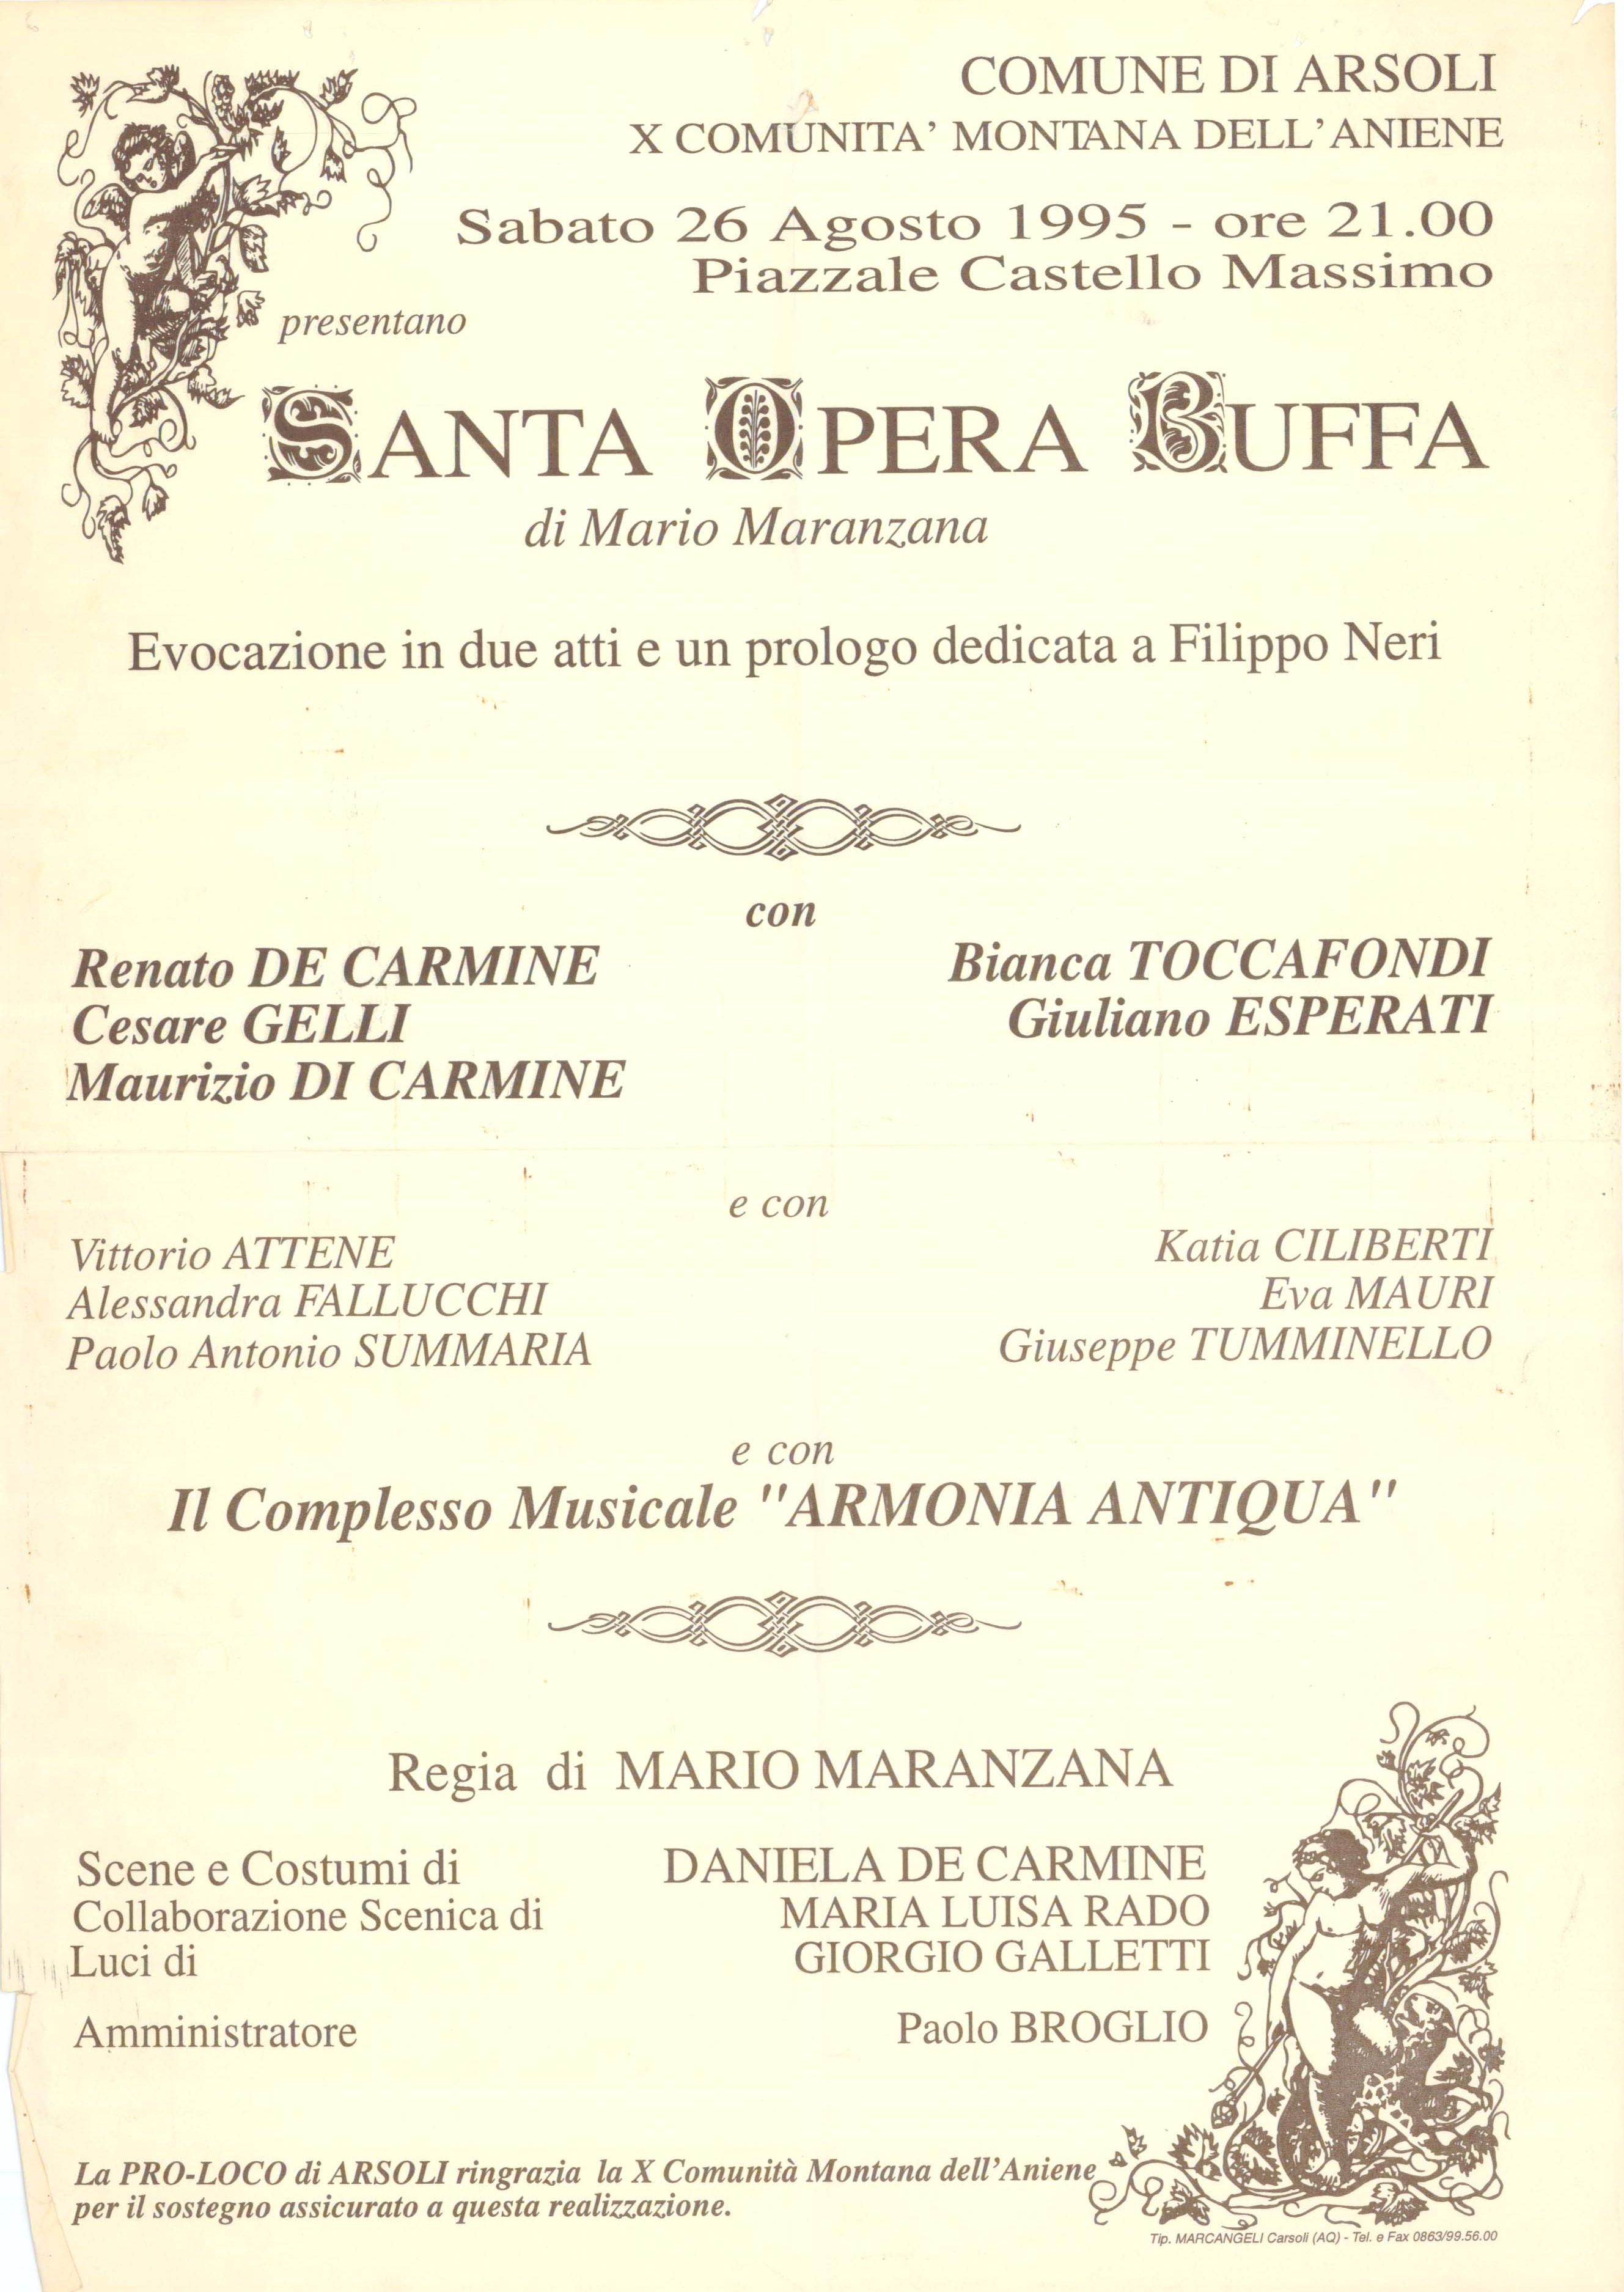 COMUNE DI ARSOLI
X COMUNITA' MONTANA DELL'ANIENE
Sabato 26 Agosto 1995 - ore 21.00
Piazzale Castello Massimo
presentano
SANTA OPERA BUFFA
di Mario Maranzana
Evocazione in due atti e un prologo dedicata a Filippo Neri
con
Renato DE CARMINE
Cesare GELLI
Maurizio DI CARMINE
Bianca TOCCAFONDI
Giuliano ESPERATI
e con
Vittorio ATTENE
Alessandra FALLUCCHI
Paolo Antonio SUMMARIA
Katia CILIBERTI
Eva MAURI
Giuseppe TUMMINELLO
e con
Il Complesso Musicale "ARMONIA ANTIQUA"
Regia di MARIO MARANZANA
Scene e Costumi di DANIELA DE CARMINE
Collaborazione Scenica di MARIA LUISA RADO
Luci di GIORGIO GALLETTI
Amministratore Paolo BROGLIO
La PRO-LOCO di ARSOLI ringrazia la X Comunità Montana dell'Aniene
per il sostegno assicurato a questa realizzazione.
Tip. MARCANGELI Carsoli (AQ) - Tel. e Fax 0863/99.56.00